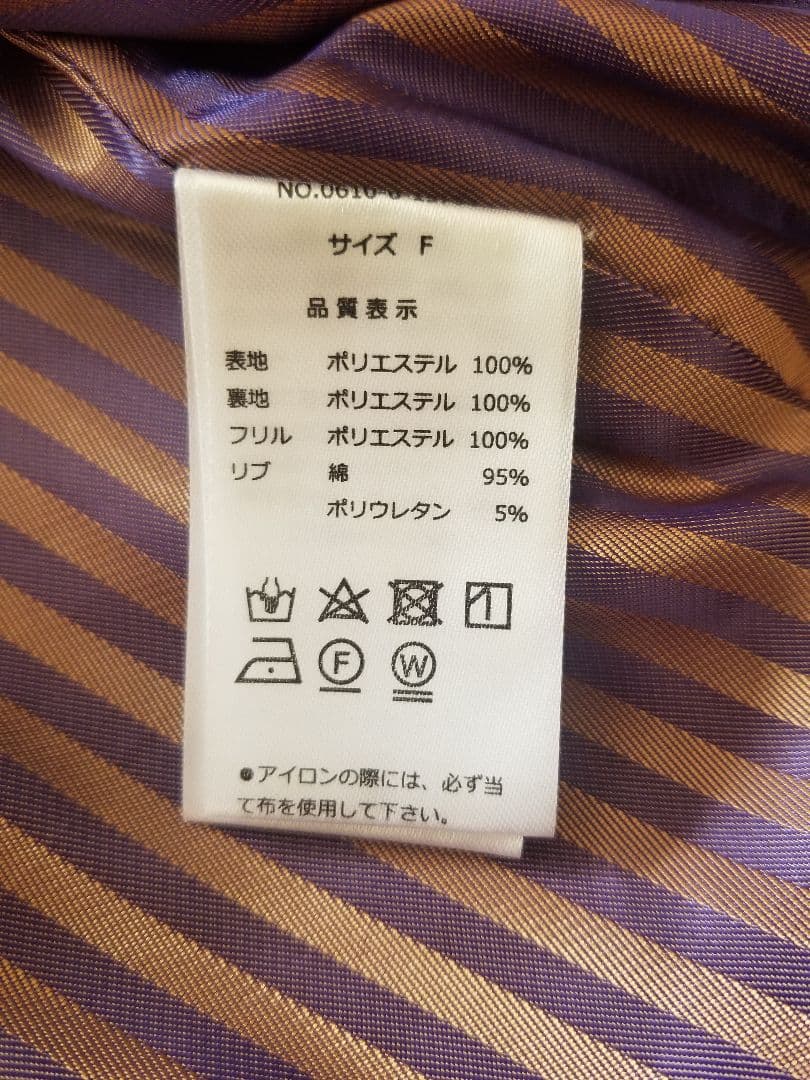 サイズ F
品質表示
表地 ポリエステル 100%
裏地 ポリエステル 100%
フリル ポリエステル 100%
リブ 綿 95%
ポリウレタン 5%
F W
●アイロンの際には、必ず当
て布を使用して下さい。